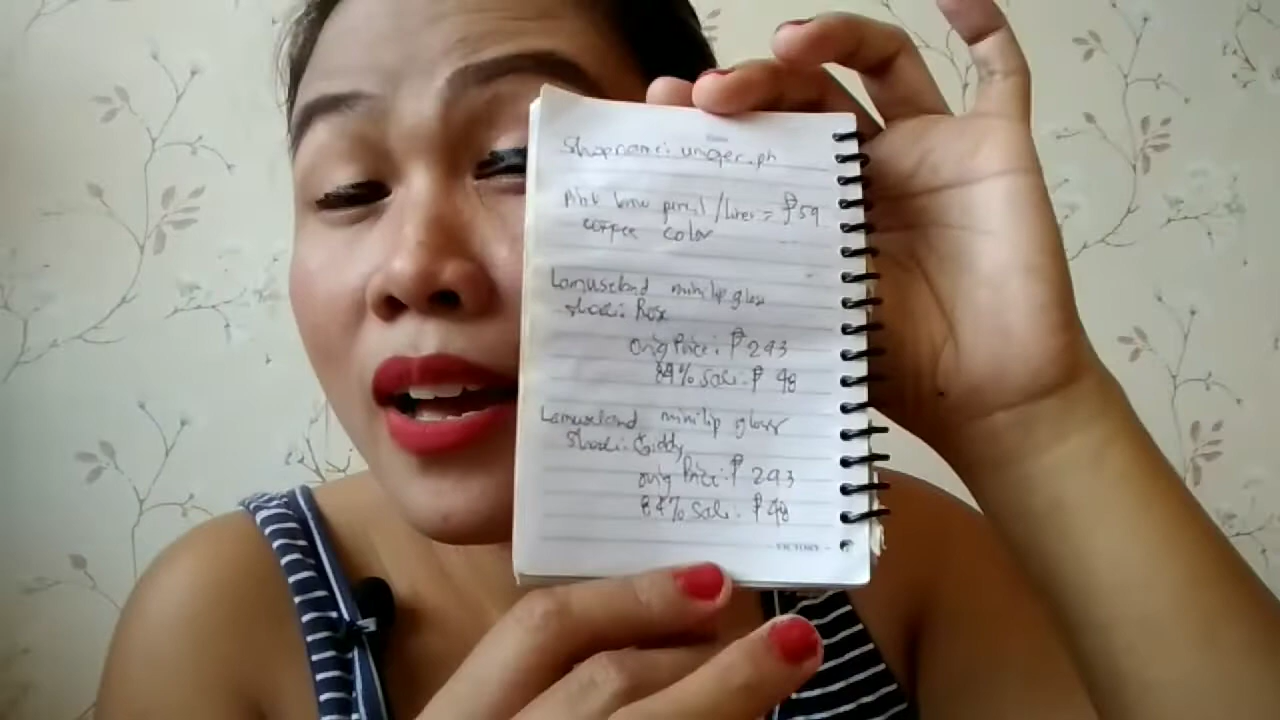 Shopname: unger.ph
Pink brow pencil/liner = ₱59
coffee color
Lamuseland mini lip gloss
shade: Rose
orig Price: ₱293
84% sale: ₱ 48
Lamuseland mini lip gloss
Shade: Giddy
orig Price: ₱ 293
84% sale: ₱ 48
VICTORY